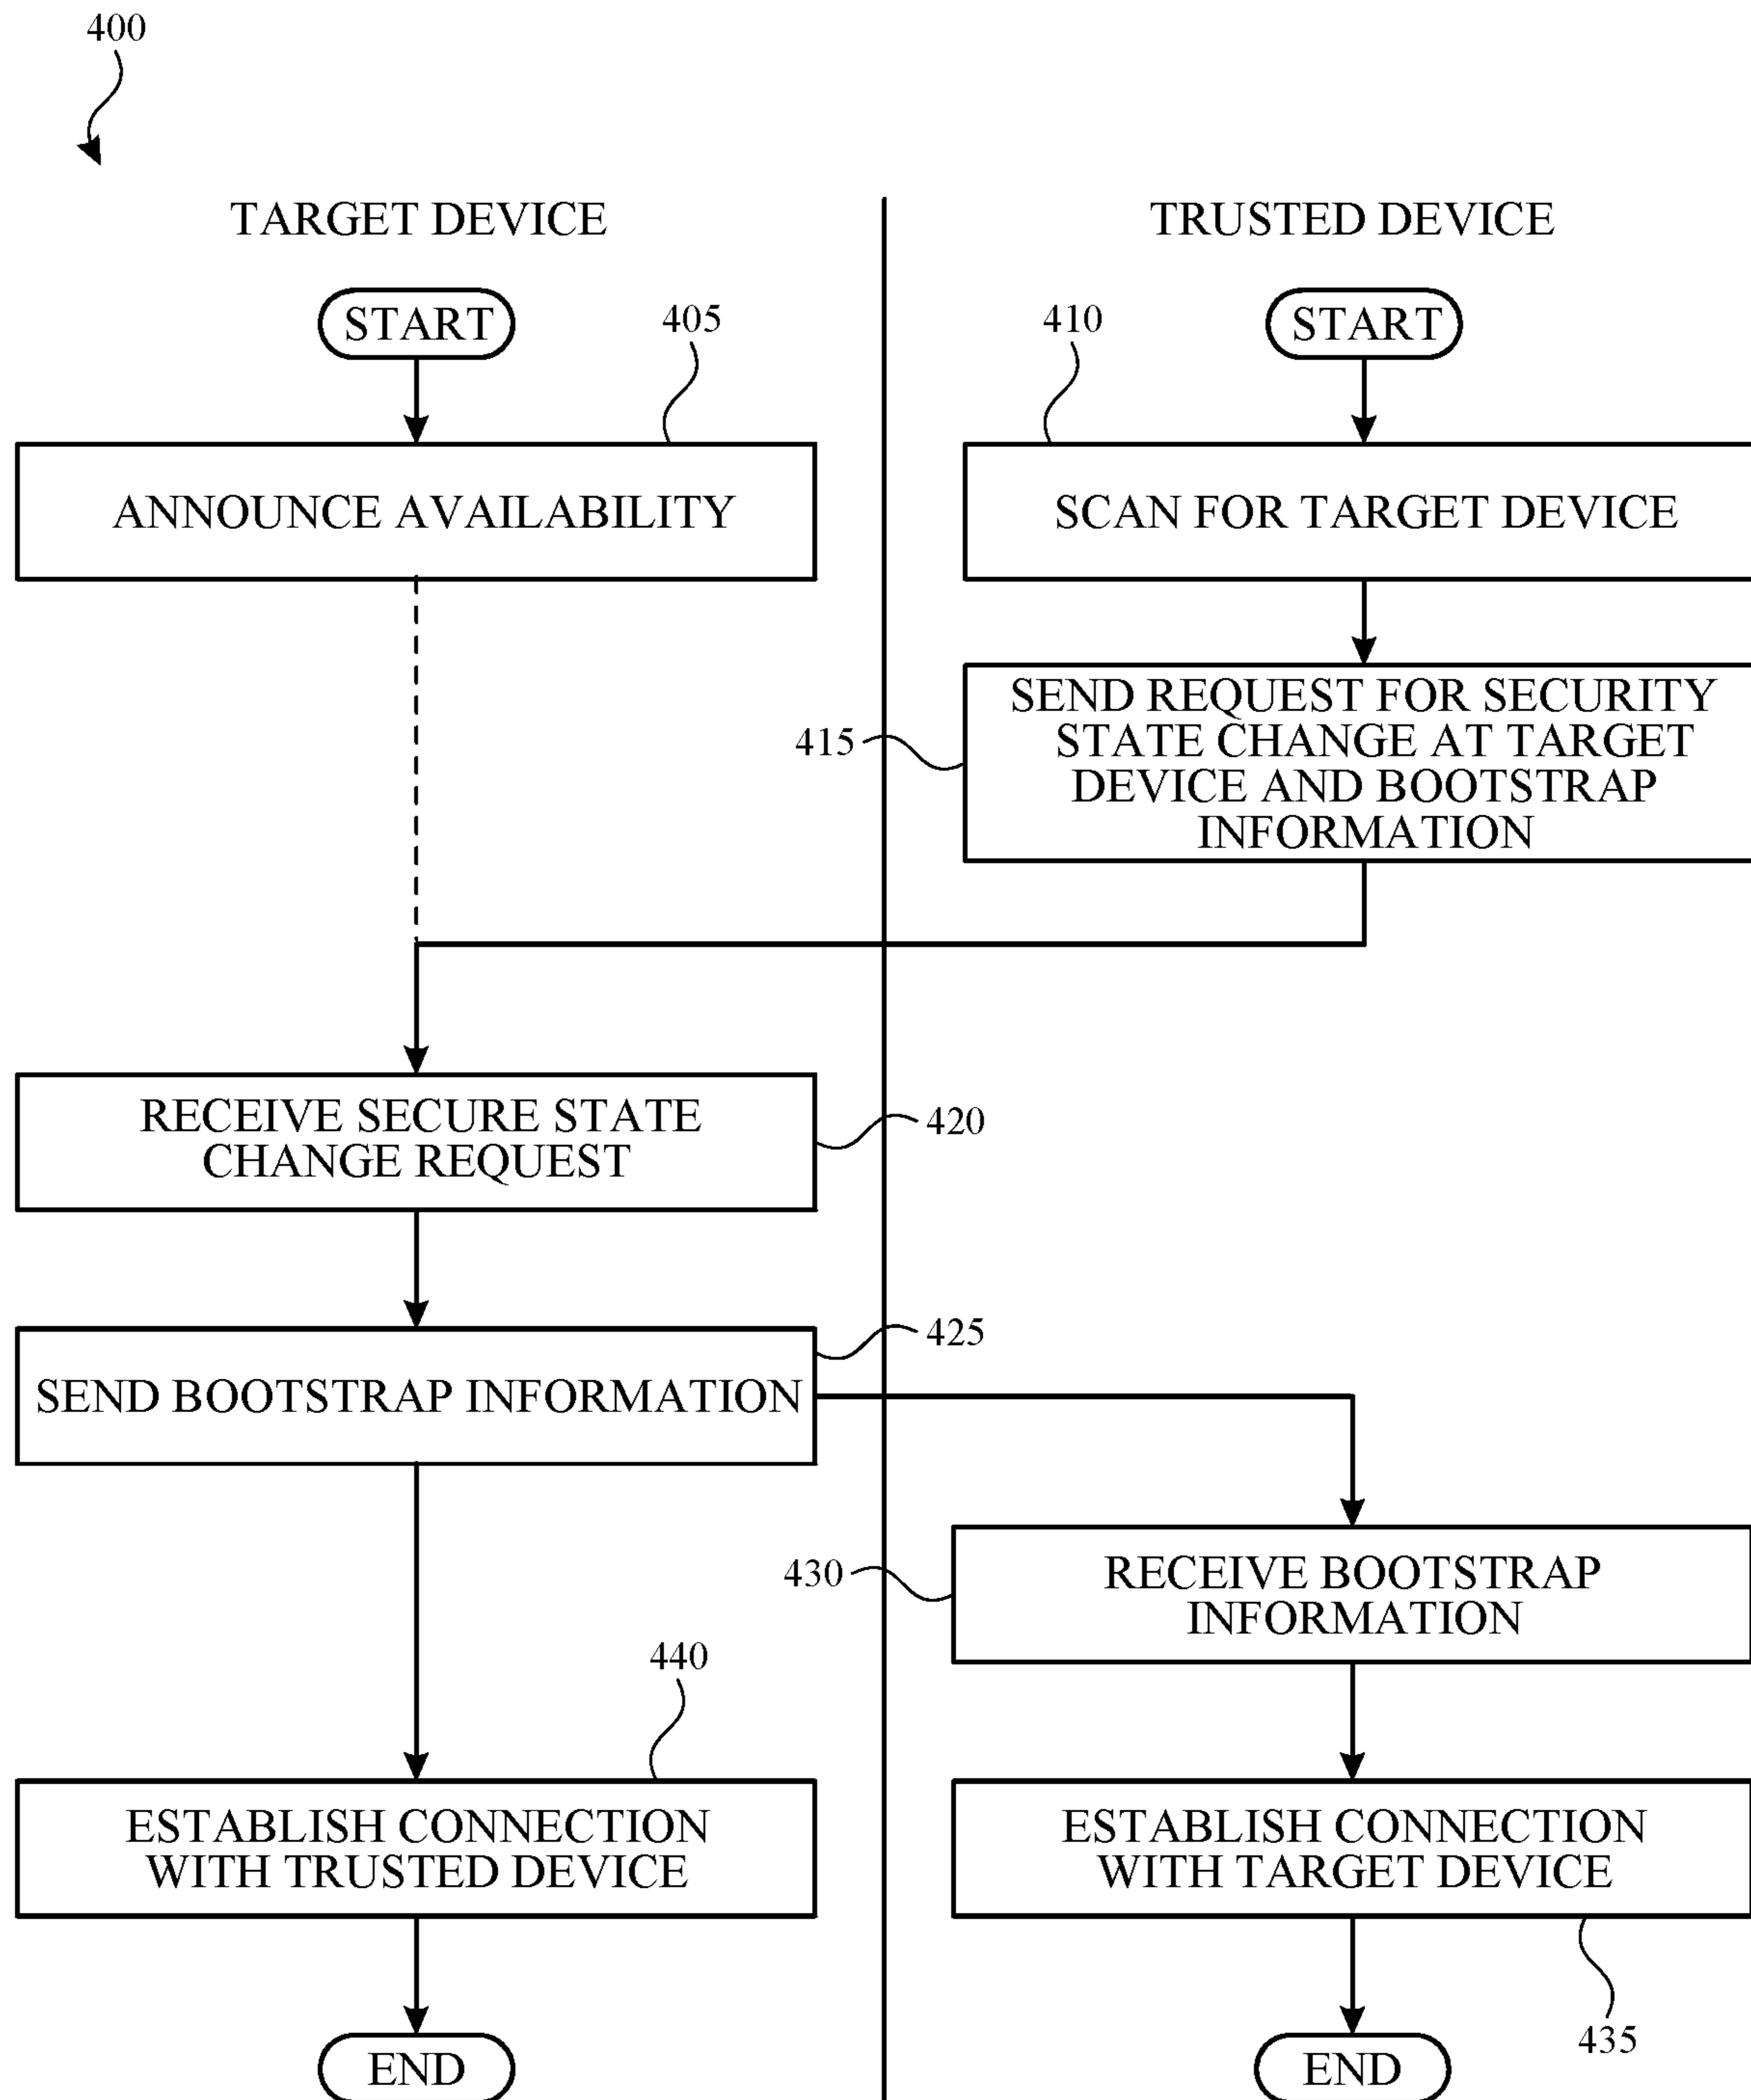 400
TARGET DEVICE
TRUSTED DEVICE
START
405
410
START
ANNOUNCE AVAILABILITY
SCAN FOR TARGET DEVICE
415
SEND REQUEST FOR SECURITY
STATE CHANGE AT TARGET
DEVICE AND BOOTSTRAP
INFORMATION
RECEIVE SECURE STATE
CHANGE REQUEST
420
425
SEND BOOTSTRAP INFORMATION
430
RECEIVE BOOTSTRAP
INFORMATION
440
ESTABLISH CONNECTION
WITH TRUSTED DEVICE
ESTABLISH CONNECTION
WITH TARGET DEVICE
435
END
END